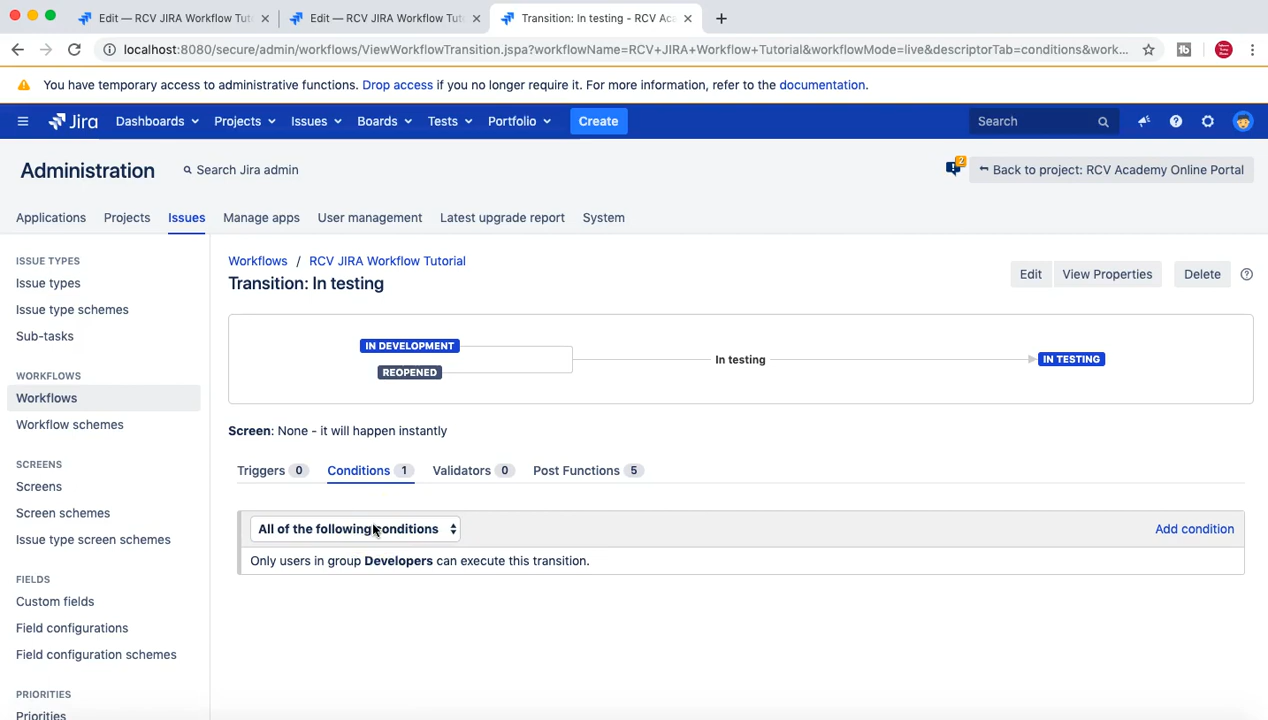 Edit — RCV JIRA Workflow Tut
Edit — RCV JIRA Workflow Tut
Transition: In testing - RCV Aca
localhost:8080/secure/admin/workflows/ViewWorkflowTransition.jspa?workflowName=RCV+JIRA+Workflow+Tutorial&workflowMode=live&descriptorTab=conditions&work...
You have temporary access to administrative functions. Drop access if you no longer require it. For more information, refer to the documentation.
Jira Dashboards Projects Issues Boards Tests Portfolio Create Search
Administration Search Jira admin 2 Back to project: RCV Academy Online Portal
Applications Projects Issues Manage apps User management Latest upgrade report System
ISSUE TYPES
Issue types
Issue type schemes
Sub-tasks
WORKFLOWS
Workflows
Workflow schemes
SCREENS
Screens
Screen schemes
Issue type screen schemes
FIELDS
Custom fields
Field configurations
Field configuration schemes
PRIORITIES
Priorities
Workflows / RCV JIRA Workflow Tutorial
Transition: In testing
Edit View Properties Delete
IN DEVELOPMENT
REOPENED
In testing
IN TESTING
Screen: None - it will happen instantly
Triggers 0 Conditions 1 Validators 0 Post Functions 5
All of the following conditions Add condition
Only users in group Developers can execute this transition.